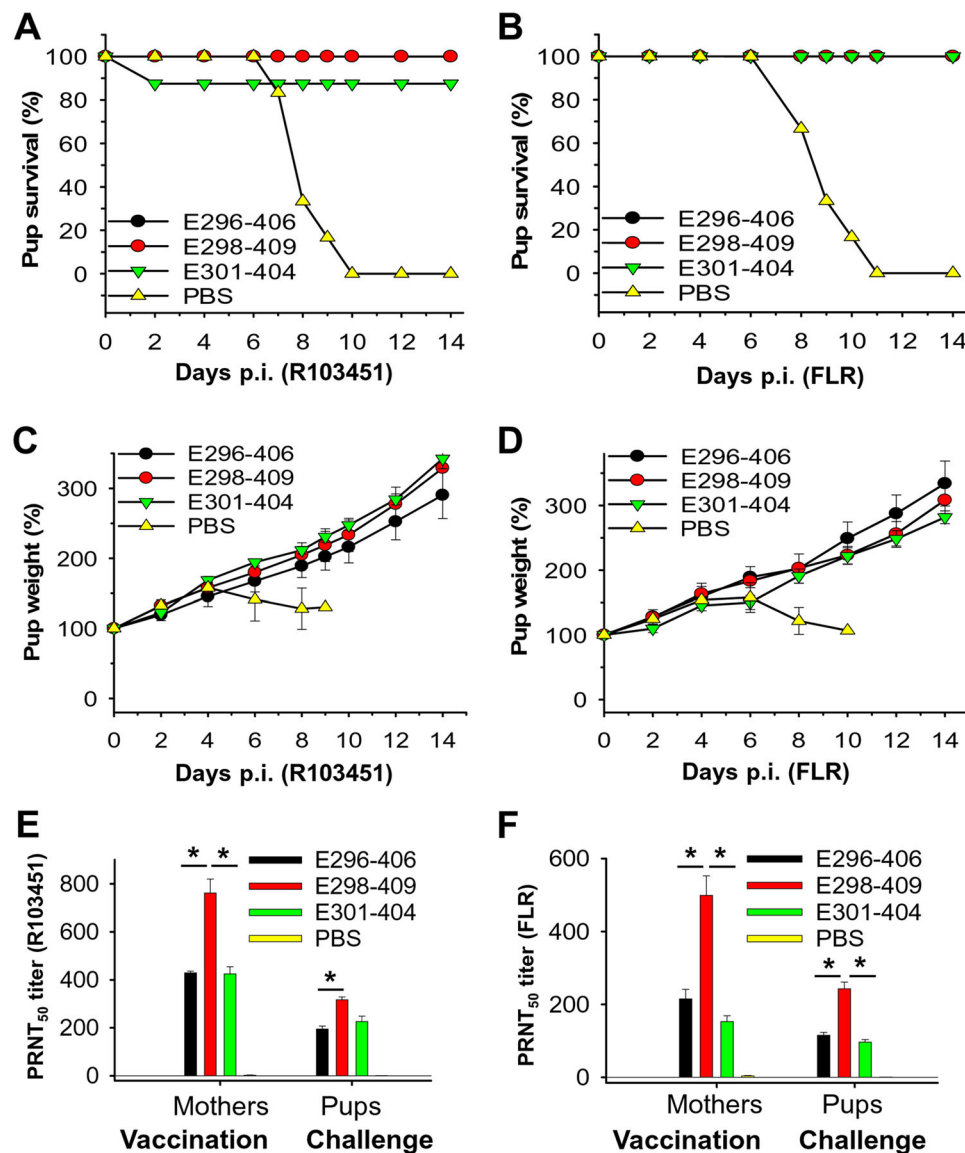 A
Pup survival (%)
100
80
60
40
20
0
E296-406
E298-409
E301-404
PBS
0 2 4 6 8 10 12 14
Days p.i. (R103451)
B
Pup survival (%)
100
80
60
40
20
0
E296-406
E298-409
E301-404
PBS
0 2 4 6 8 10 12 14
Days p.i. (FLR)
C
Pup weight (%)
300
200
100
0
E296-406
E298-409
E301-404
PBS
0 2 4 6 8 10 12 14
Days p.i. (R103451)
D
Pup weight (%)
300
200
100
0
E296-406
E298-409
E301-404
PBS
0 2 4 6 8 10 12 14
Days p.i. (FLR)
E
PRNT50 titer (R103451)
800
600
400
200
0
* *
*
E296-406
E298-409
E301-404
PBS
Mothers Pups
Vaccination Challenge
F
PRNT50 titer (FLR)
600
400
200
0
* *
* *
E296-406
E298-409
E301-404
PBS
Mothers Pups
Vaccination Challenge